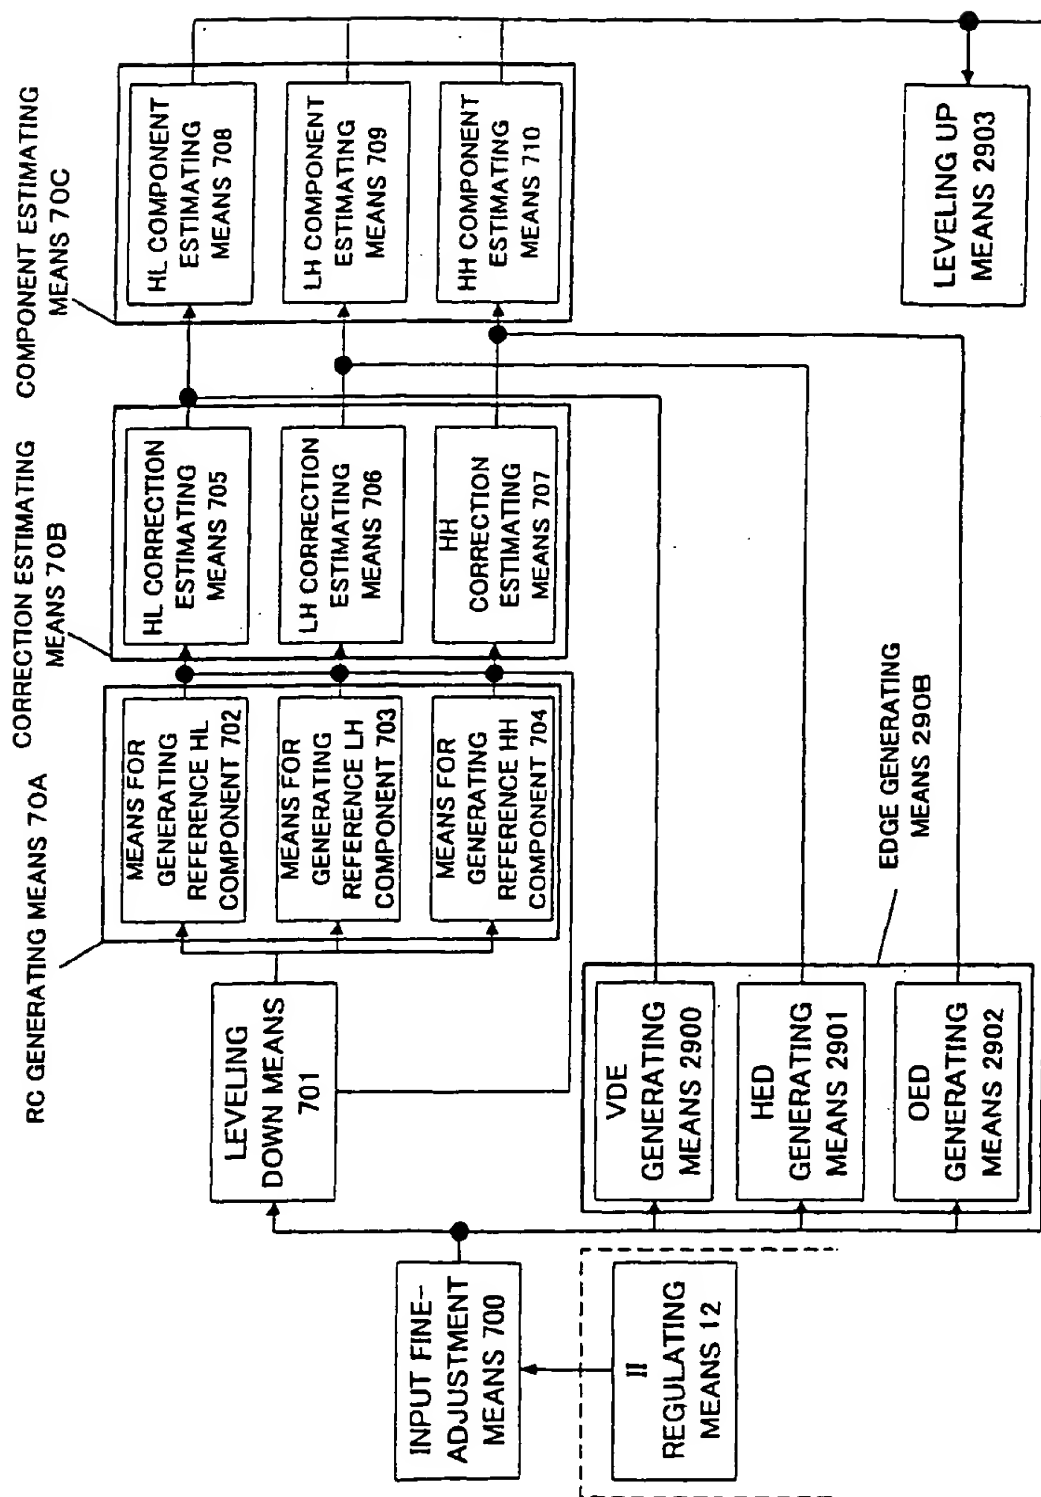 RC GENERATING MEANS 70A
CORRECTION ESTIMATING
MEANS 70B
COMPONENT ESTIMATING
MEANS 70C
INPUT FINE-
ADJUSTMENT
MEANS 700
II
REGULATING
MEANS 12
LEVELING
DOWN MEANS
701
MEANS FOR
GENERATING
REFERENCE HL
COMPONENT 702
MEANS FOR
GENERATING
REFERENCE LH
COMPONENT 703
MEANS FOR
GENERATING
REFERENCE HH
COMPONENT 704
HL CORRECTION
ESTIMATING
MEANS 705
LH CORRECTION
ESTIMATING
MEANS 706
HH
CORRECTION
ESTIMATING
MEANS 707
HL COMPONENT
ESTIMATING
MEANS 708
LH COMPONENT
ESTIMATING
MEANS 709
HH COMPONENT
ESTIMATING
MEANS 710
VDE
GENERATING
MEANS 2900
HED
GENERATING
MEANS 2901
OED
GENERATING
MEANS 2902
EDGE GENERATING
MEANS 290B
LEVELING UP
MEANS 2903